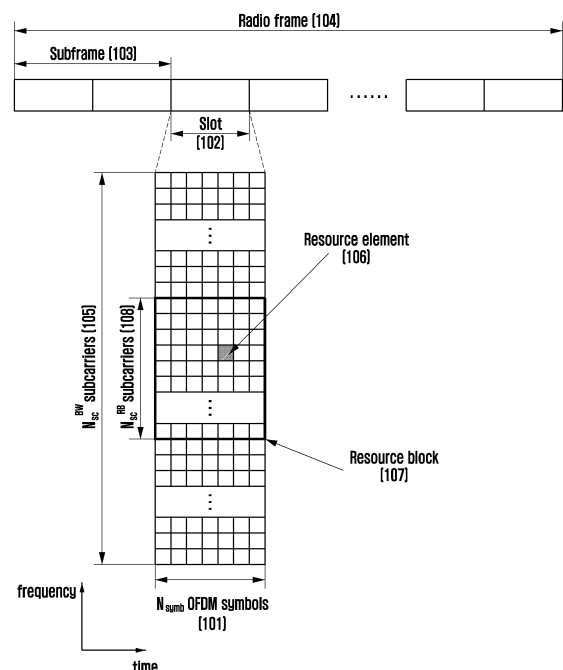 Radio frame (104)
Subframe (103)
......
Slot
(102)
Resource element
(106)
N_sc^BW subcarriers (105)
N_sc^RB subcarriers (108)
Resource block
(107)
N_symb OFDM symbols
(101)
frequency
time